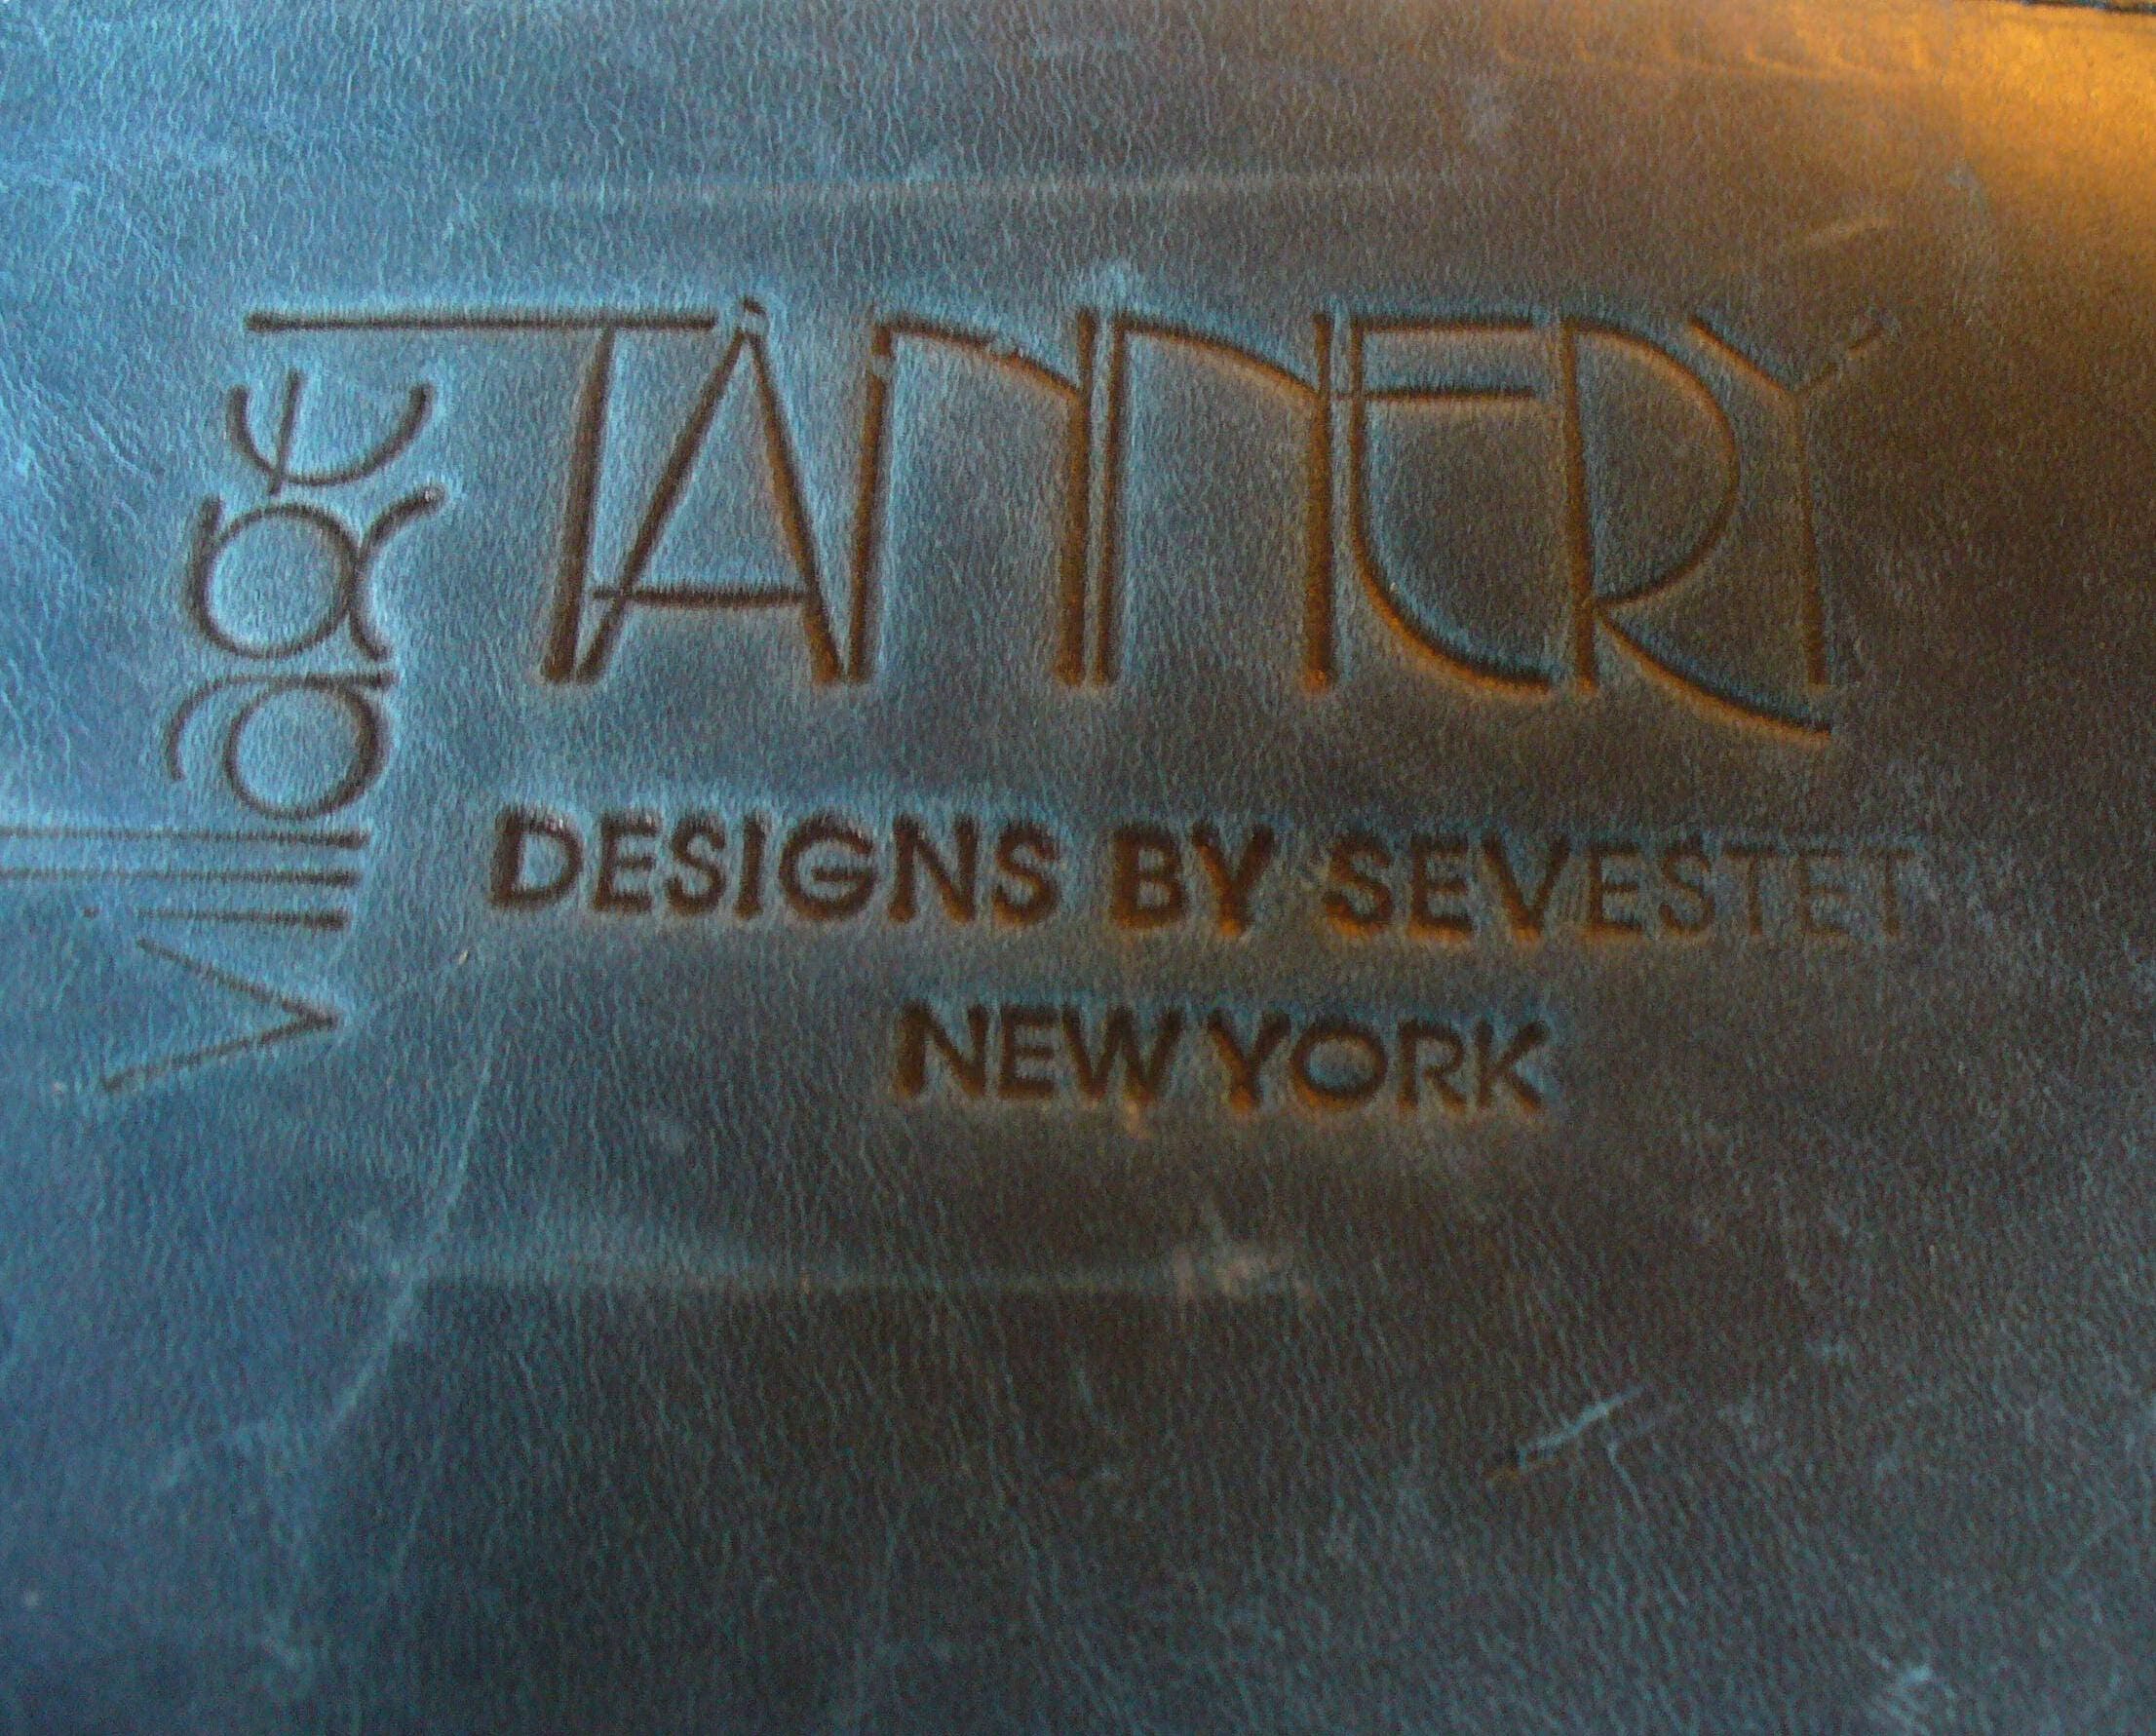 Village
TANNERY
DESIGNS BY SEVESTET
NEW YORK